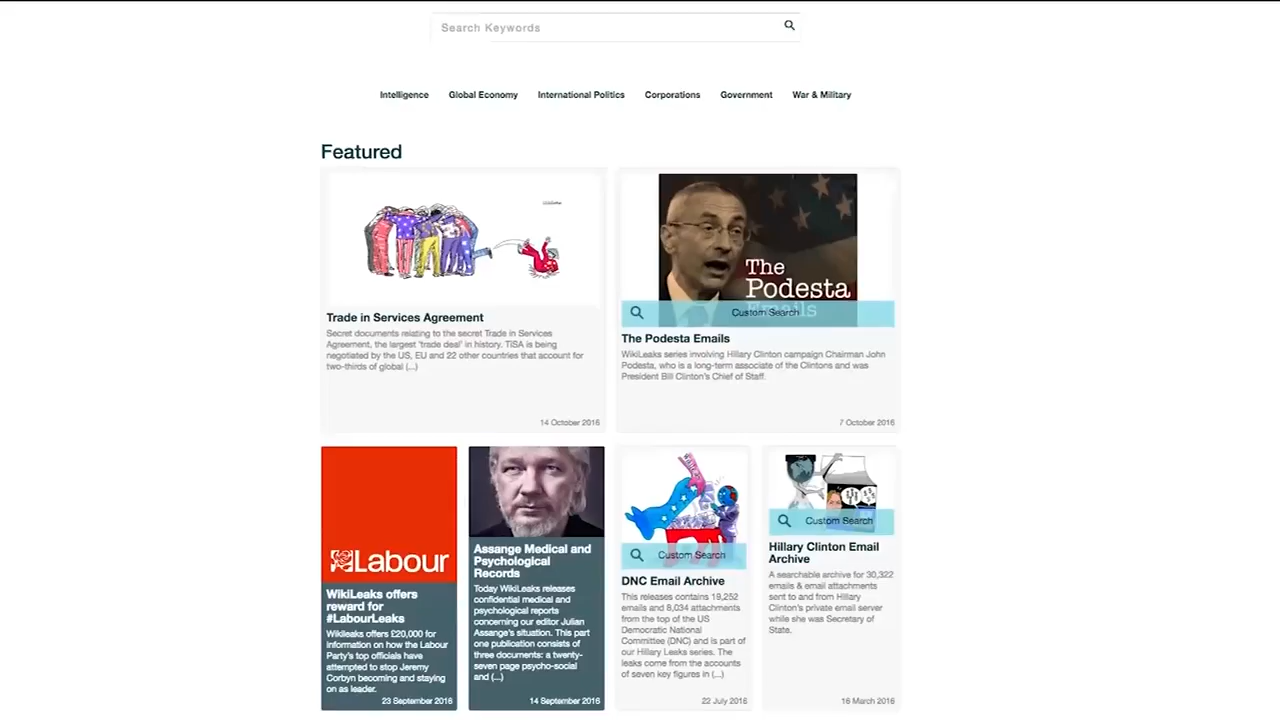 Search Keywords
Intelligence Global Economy International Politics Corporations Government War & Military
Featured
The
Podesta
Emails
Custom Search
Trade in Services Agreement
Secret documents relating to the secret Trade in Services
Agreement, the largest 'trade deal' in history. TiSA is being
negotiated by the US, EU and 22 other countries that account for
two-thirds of global (...)
14 October 2016
The Podesta Emails
WikiLeaks series involving Hillary Clinton campaign Chairman John
Podesta, who is a long-term associate of the Clintons and was
President Bill Clinton's Chief of Staff.
7 October 2016
Labour
WikiLeaks offers
reward for
#LabourLeaks
Wikileaks offers £20,000 for
information on how the Labour
Party's top officials have
attempted to stop Jeremy
Corbyn becoming and staying
on as leader.
23 September 2016
Assange Medical and
Psychological
Records
Today WikiLeaks releases
confidential medical and
psychological reports
concerning our editor Julian
Assange's situation. This part
one publication consists of
three documents: a twenty-
seven page psycho-social
and (...)
14 September 2016
Custom Search
DNC Email Archive
This releases contains 19,252
emails and 8,034 attachments
from the top of the US
Democratic National
Committee (DNC) and is part of
our Hillary Leaks series. The
leaks come from the accounts
of seven key figures in (...)
22 July 2016
Custom Search
Hillary Clinton Email
Archive
A searchable archive for 30,322
emails & email attachments
sent to and from Hillary
Clinton's private email server
while she was Secretary of
State.
16 March 2016